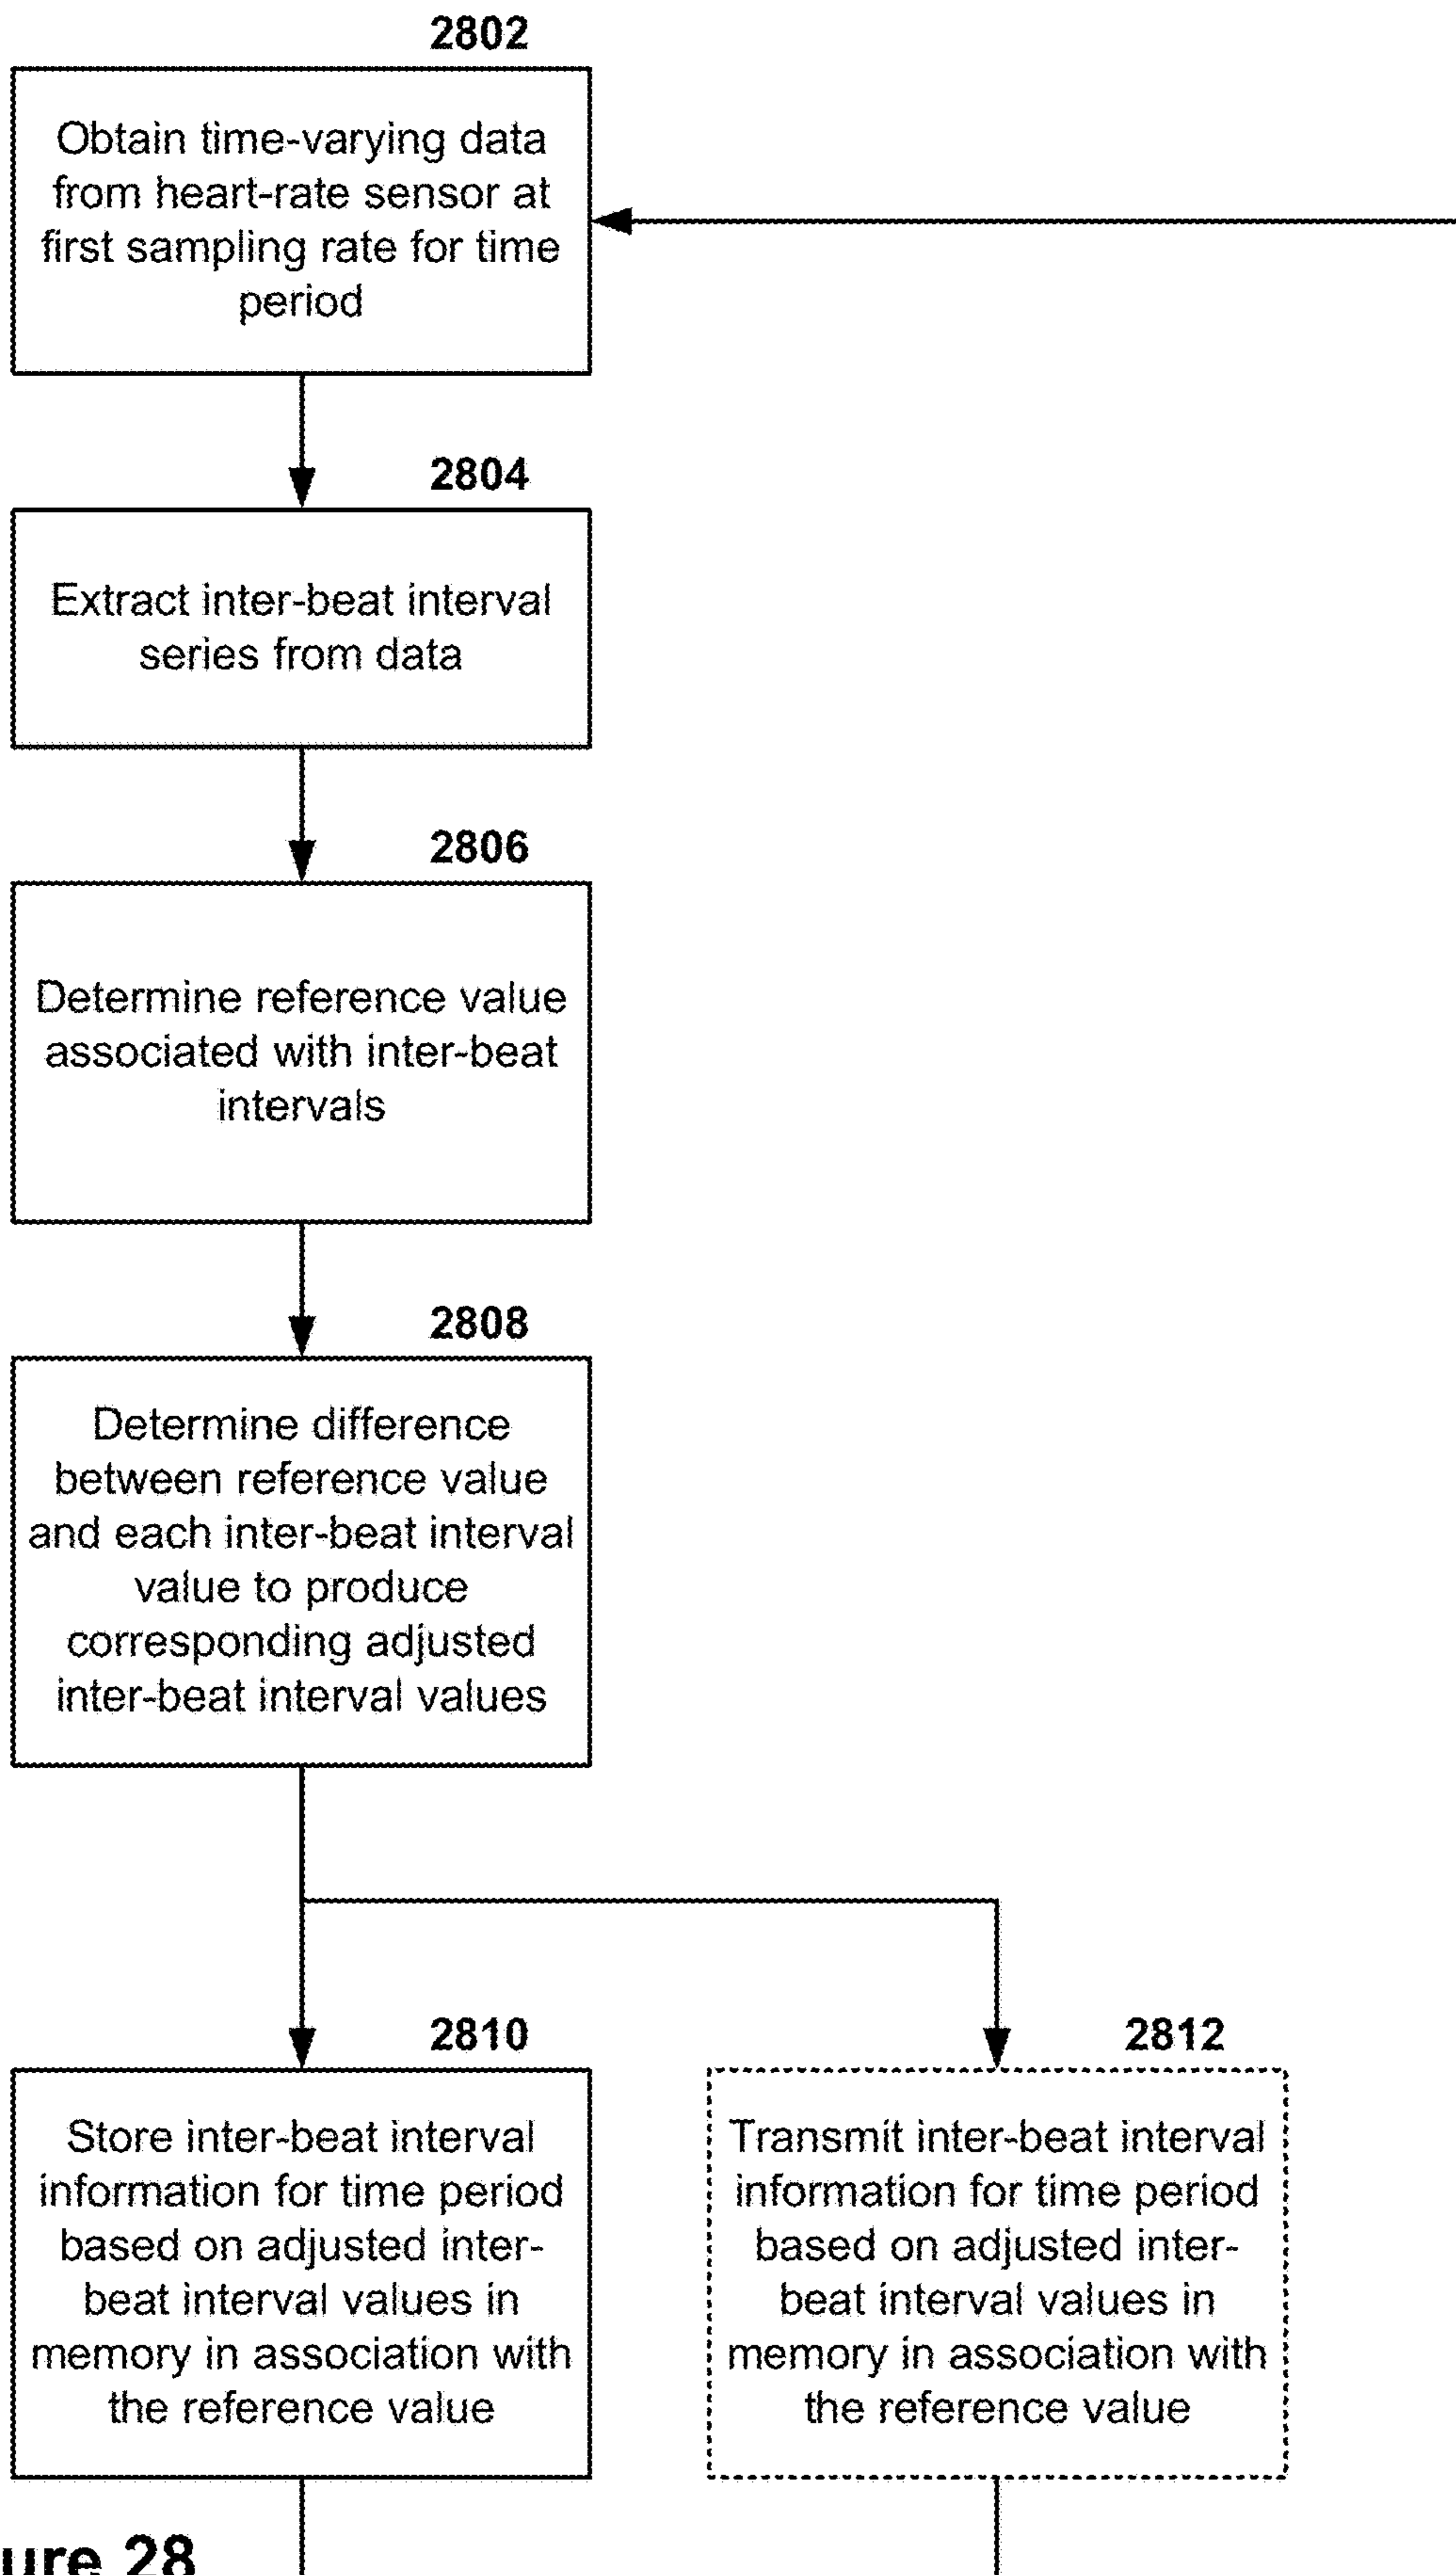 2802
Obtain time-varying data
from heart-rate sensor at
first sampling rate for time
period
2804
Extract inter-beat interval
series from data
2806
Determine reference value
associated with inter-beat
intervals
2808
Determine difference
between reference value
and each inter-beat interval
value to produce
corresponding adjusted
inter-beat interval values
2810
Store inter-beat interval
information for time period
based on adjusted inter-
beat interval values in
memory in association with
the reference value
2812
Transmit inter-beat interval
information for time period
based on adjusted inter-
beat interval values in
memory in association with
the reference value
ure 28